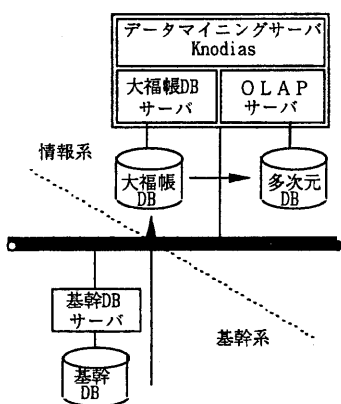 データマイニングサーバ
Knodias
大福帳DB
サーバ
OLAP
サーバ
情報系
大福帳
DB
多次元
DB
基幹DB
サーバ
基幹系
基幹
DB